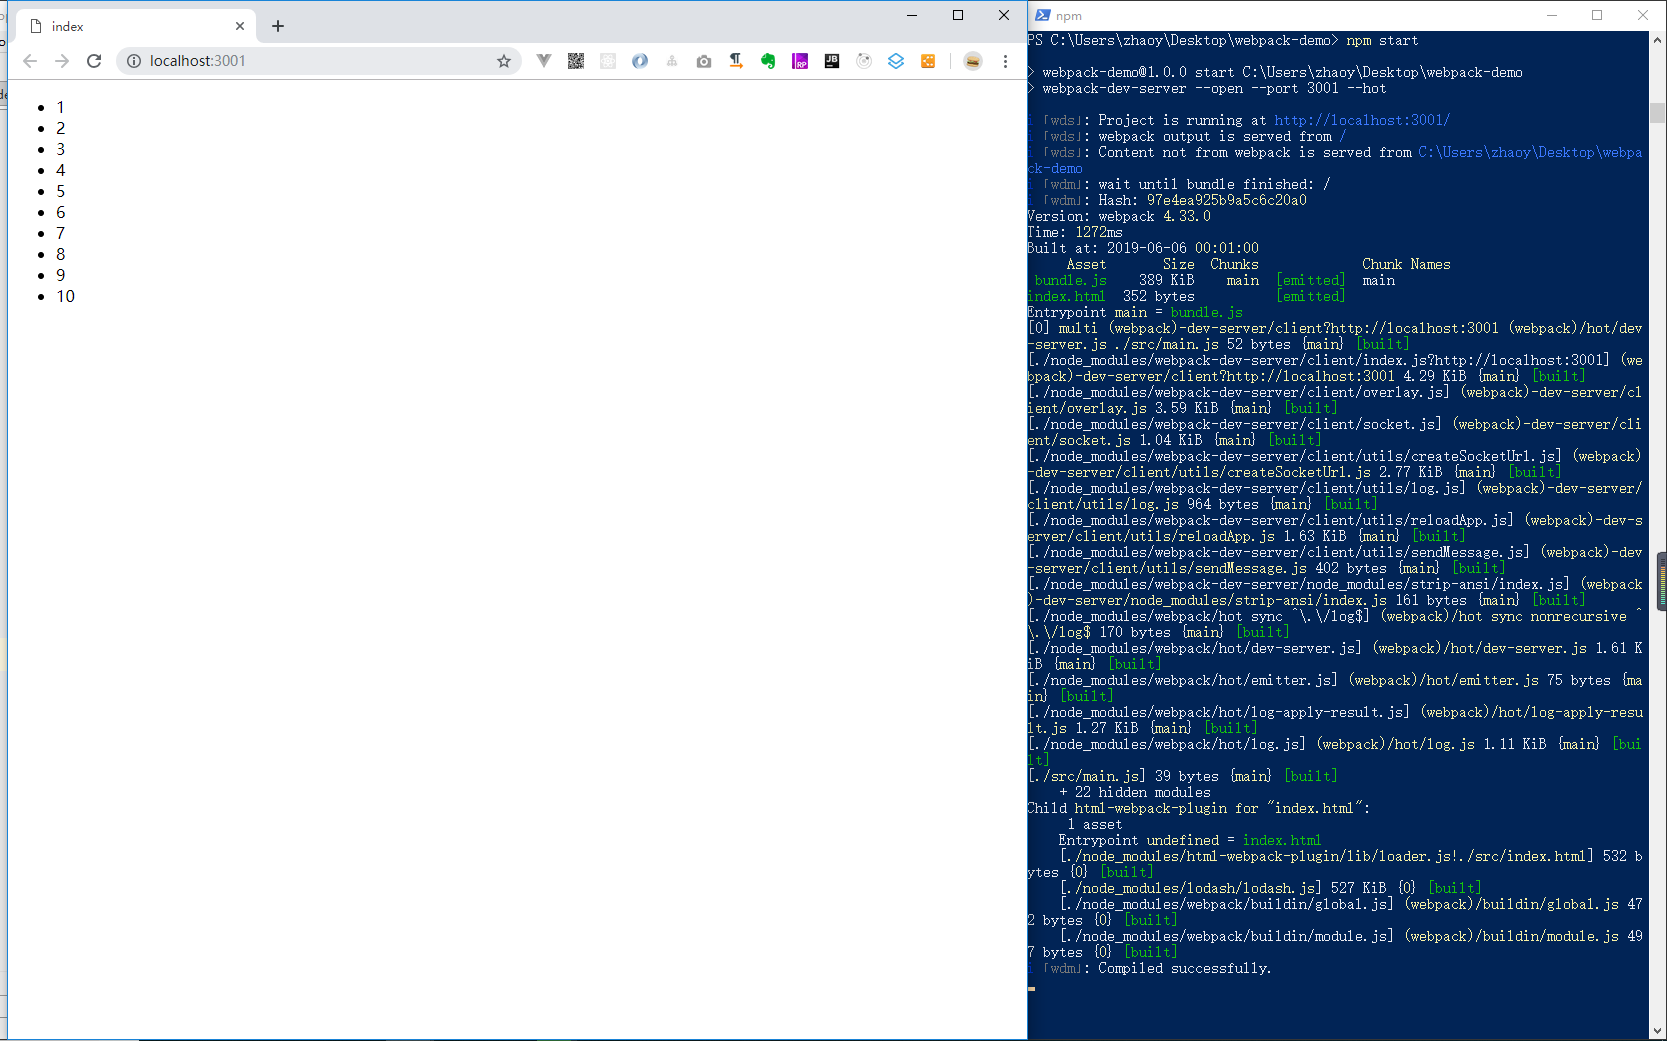 index
localhost:3001
1
2
3
4
5
6
7
8
9
10
npm
PS C:\Users\zhaoy\Desktop\webpack-demo> npm start
> webpack-demo@1.0.0 start C:\Users\zhaoy\Desktop\webpack-demo
> webpack-dev-server --open --port 3001 --hot
i ｢wds｣: Project is running at http://localhost:3001/
i ｢wds｣: webpack output is served from /
i ｢wds｣: Content not from webpack is served from C:\Users\zhaoy\Desktop\webpa
ck-demo
i ｢wdm｣: wait until bundle finished: /
i ｢wdm｣: Hash: 97e4ea925b9a5c6c20a0
Version: webpack 4.33.0
Time: 1272ms
Built at: 2019-06-06 00:01:00
Asset Size Chunks Chunk Names
bundle.js 389 KiB main [emitted] main
index.html 352 bytes [emitted]
Entrypoint main = bundle.js
[0] multi (webpack)-dev-server/client?http://localhost:3001 (webpack)/hot/dev
-server.js ./src/main.js 52 bytes {main} [built]
[./node_modules/webpack-dev-server/client/index.js?http://localhost:3001] (we
bpack)-dev-server/client?http://localhost:3001 4.29 KiB {main} [built]
[./node_modules/webpack-dev-server/client/overlay.js] (webpack)-dev-server/cl
ient/overlay.js 3.59 KiB {main} [built]
[./node_modules/webpack-dev-server/client/socket.js] (webpack)-dev-server/cli
ent/socket.js 1.04 KiB {main} [built]
[./node_modules/webpack-dev-server/client/utils/createSocketUrl.js] (webpack)
-dev-server/client/utils/createSocketUrl.js 2.77 KiB {main} [built]
[./node_modules/webpack-dev-server/client/utils/log.js] (webpack)-dev-server/
client/utils/log.js 964 bytes {main} [built]
[./node_modules/webpack-dev-server/client/utils/reloadApp.js] (webpack)-dev-s
erver/client/utils/reloadApp.js 1.63 KiB {main} [built]
[./node_modules/webpack-dev-server/client/utils/sendMessage.js] (webpack)-dev
-server/client/utils/sendMessage.js 402 bytes {main} [built]
[./node_modules/webpack-dev-server/node_modules/strip-ansi/index.js] (webpack
)-dev-server/node_modules/strip-ansi/index.js 161 bytes {main} [built]
[./node_modules/webpack/hot sync ^\.\/log$] (webpack)/hot sync nonrecursive ^
\.\/log$ 170 bytes {main} [built]
[./node_modules/webpack/hot/dev-server.js] (webpack)/hot/dev-server.js 1.61 K
iB {main} [built]
[./node_modules/webpack/hot/emitter.js] (webpack)/hot/emitter.js 75 bytes {ma
in} [built]
[./node_modules/webpack/hot/log-apply-result.js] (webpack)/hot/log-apply-resu
lt.js 1.27 KiB {main} [built]
[./node_modules/webpack/hot/log.js] (webpack)/hot/log.js 1.11 KiB {main} [bui
lt]
[./src/main.js] 39 bytes {main} [built]
+ 22 hidden modules
Child html-webpack-plugin for "index.html":
1 asset
Entrypoint undefined = index.html
[./node_modules/html-webpack-plugin/lib/loader.js!./src/index.html] 532 b
ytes {0} [built]
[./node_modules/lodash/lodash.js] 527 KiB {0} [built]
[./node_modules/webpack/buildin/global.js] (webpack)/buildin/global.js 47
2 bytes {0} [built]
[./node_modules/webpack/buildin/module.js] (webpack)/buildin/module.js 49
7 bytes {0} [built]
i ｢wdm｣: Compiled successfully.